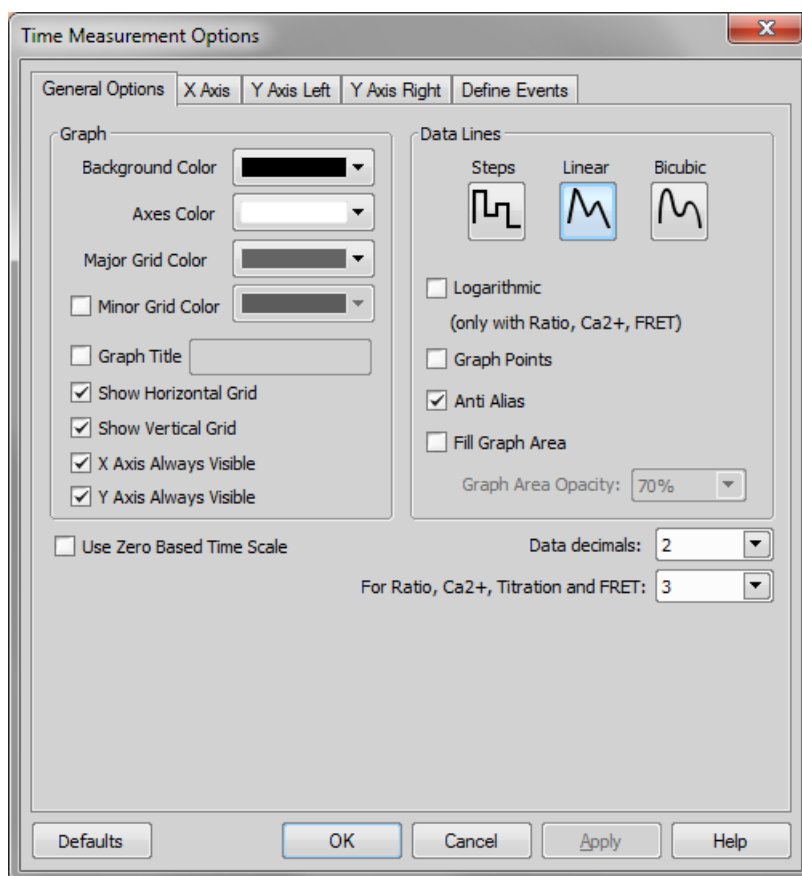 Time Measurement Options
General Options X Axis Y Axis Left Y Axis Right Define Events
Graph
Background Color
Axes Color
Major Grid Color
Minor Grid Color
Graph Title
Show Horizontal Grid
Show Vertical Grid
X Axis Always Visible
Y Axis Always Visible
Data Lines
Steps Linear Bicubic
Logarithmic
(only with Ratio, Ca2+, FRET)
Graph Points
Anti Alias
Fill Graph Area
Graph Area Opacity: 70%
Use Zero Based Time Scale
Data decimals: 2
For Ratio, Ca2+, Titration and FRET: 3
Defaults OK Cancel Apply Help